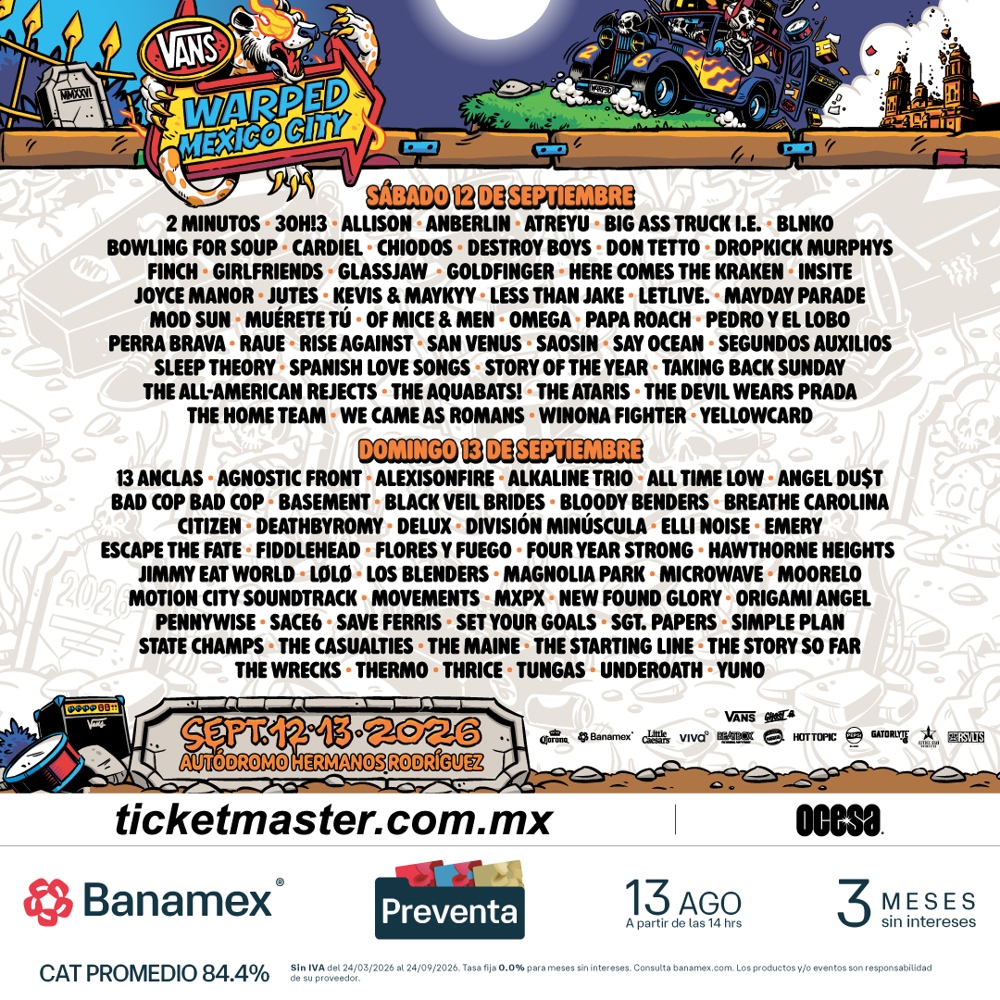 MMXXVI
VANS
WARPED
MEXICO CITY
2 6
WARPED
SÁBADO 12 DE SEPTIEMBRE
2 MINUTOS · 3OH!3 · ALLISON · ANBERLIN · ATREYU · BIG ASS TRUCK I.E. · BLNKO
BOWLING FOR SOUP · CARDIEL · CHIODOS · DESTROY BOYS · DON TETTO · DROPKICK MURPHYS
FINCH · GIRLFRIENDS · GLASSJAW · GOLDFINGER · HERE COMES THE KRAKEN · INSITE
JOYCE MANOR · JUTES · KEVIS & MAYKYY · LESS THAN JAKE · LETLIVE. · MAYDAY PARADE
MOD SUN · MUÉRETE TÚ · OF MICE & MEN · OMEGA · PAPA ROACH · PEDRO Y EL LOBO
PERRA BRAVA · RAUE · RISE AGAINST · SAN VENUS · SAOSIN · SAY OCEAN · SEGUNDOS AUXILIOS
SLEEP THEORY · SPANISH LOVE SONGS · STORY OF THE YEAR · TAKING BACK SUNDAY
THE ALL-AMERICAN REJECTS · THE AQUABATS! · THE ATARIS · THE DEVIL WEARS PRADA
THE HOME TEAM · WE CAME AS ROMANS · WINONA FIGHTER · YELLOWCARD
DOMINGO 13 DE SEPTIEMBRE
13 ANCLAS · AGNOSTIC FRONT · ALEXISONFIRE · ALKALINE TRIO · ALL TIME LOW · ANGEL DU$T
BAD COP BAD COP · BASEMENT · BLACK VEIL BRIDES · BLOODY BENDERS · BREATHE CAROLINA
CITIZEN · DEATHBYROMY · DELUX · DIVISIÓN MINÚSCULA · ELLI NOISE · EMERY
ESCAPE THE FATE · FIDDLEHEAD · FLORES Y FUEGO · FOUR YEAR STRONG · HAWTHORNE HEIGHTS
JIMMY EAT WORLD · LØLØ · LOS BLENDERS · MAGNOLIA PARK · MICROWAVE · MOORELO
MOTION CITY SOUNDTRACK · MOVEMENTS · MXPX · NEW FOUND GLORY · ORIGAMI ANGEL
PENNYWISE · SACE6 · SAVE FERRIS · SET YOUR GOALS · SGT. PAPERS · SIMPLE PLAN
STATE CHAMPS · THE CASUALTIES · THE MAINE · THE STARTING LINE · THE STORY SO FAR
THE WRECKS · THERMO · THRICE · TUNGAS · UNDEROATH · YUNO
Vans
SEPT. 12·13·2026
AUTÓDROMO HERMANOS RODRÍGUEZ
VANS GHOST
Corona Banamex Little Caesars VIVA BEATBOX HOT TOPIC PEPSI GATORLYTE RSVLTS
ticketmaster.com.mx
OCESA
Banamex®
Preventa
13 AGO
A partir de las 14 hrs
3 MESES
sin intereses
CAT PROMEDIO 84.4%
Sin IVA del 24/03/2026 al 24/09/2026. Tasa fija 0.0% para meses sin intereses. Consulta banamex.com. Los productos y/o eventos son responsabilidad
de su proveedor.